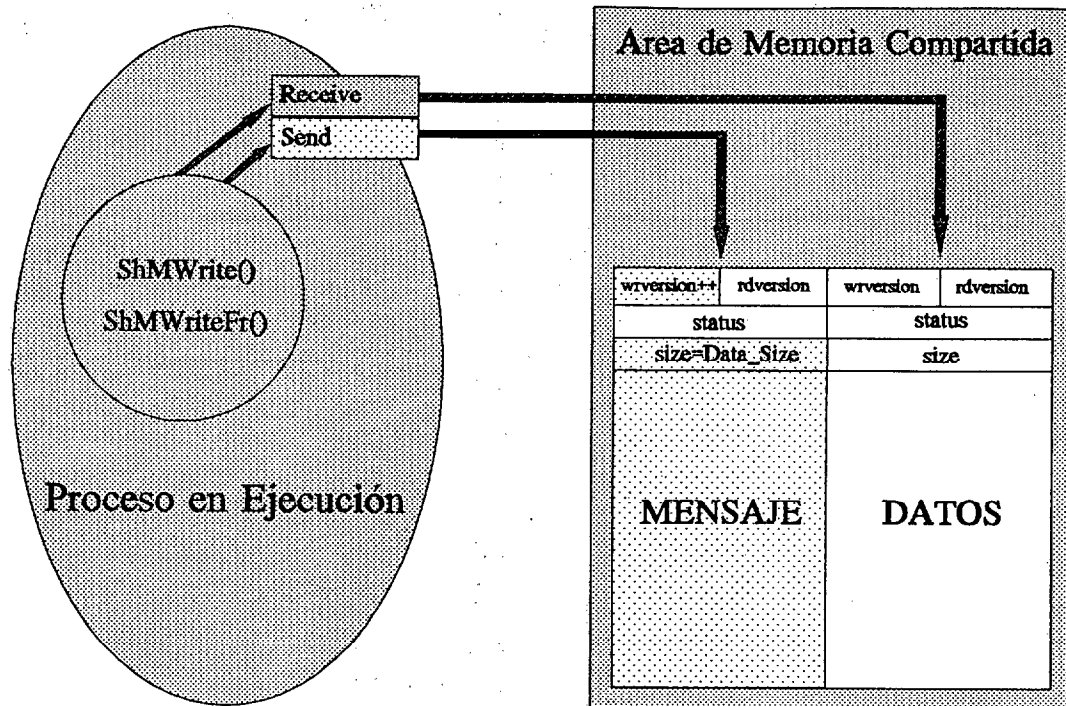 Area de Memoria Compartida
Receive
Send
ShMWrite()
ShMWriteFr()
Proceso en Ejecución
wrversion++ rdversion wrversion rdversion
status status
size=Data_Size size
MENSAJE DATOS